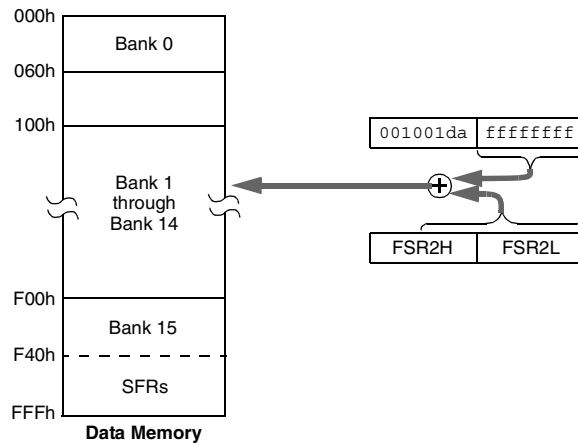 000h
Bank 0
060h
100h
001001da ffffffff
Bank 1
through
Bank 14
FSR2H FSR2L
F00h
Bank 15
F40h
SFRs
FFFh
Data Memory